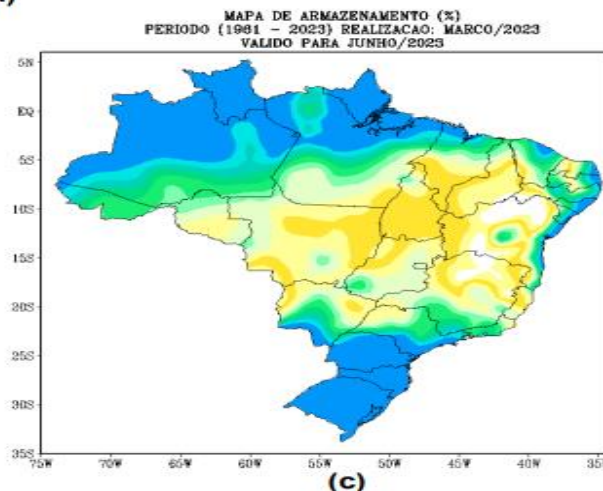 MAPA DE ARMAZENAMENTO (%)
PERIODO (1961 - 2023) REALIZACAO: MARCO/2023
VALIDO PARA JUNHO/2023
5N
EQ
5S
10S
15S
20S
25S
30S
35S
75W 70W 65W 60W 55W 50W 45W 40W 35W
(c)